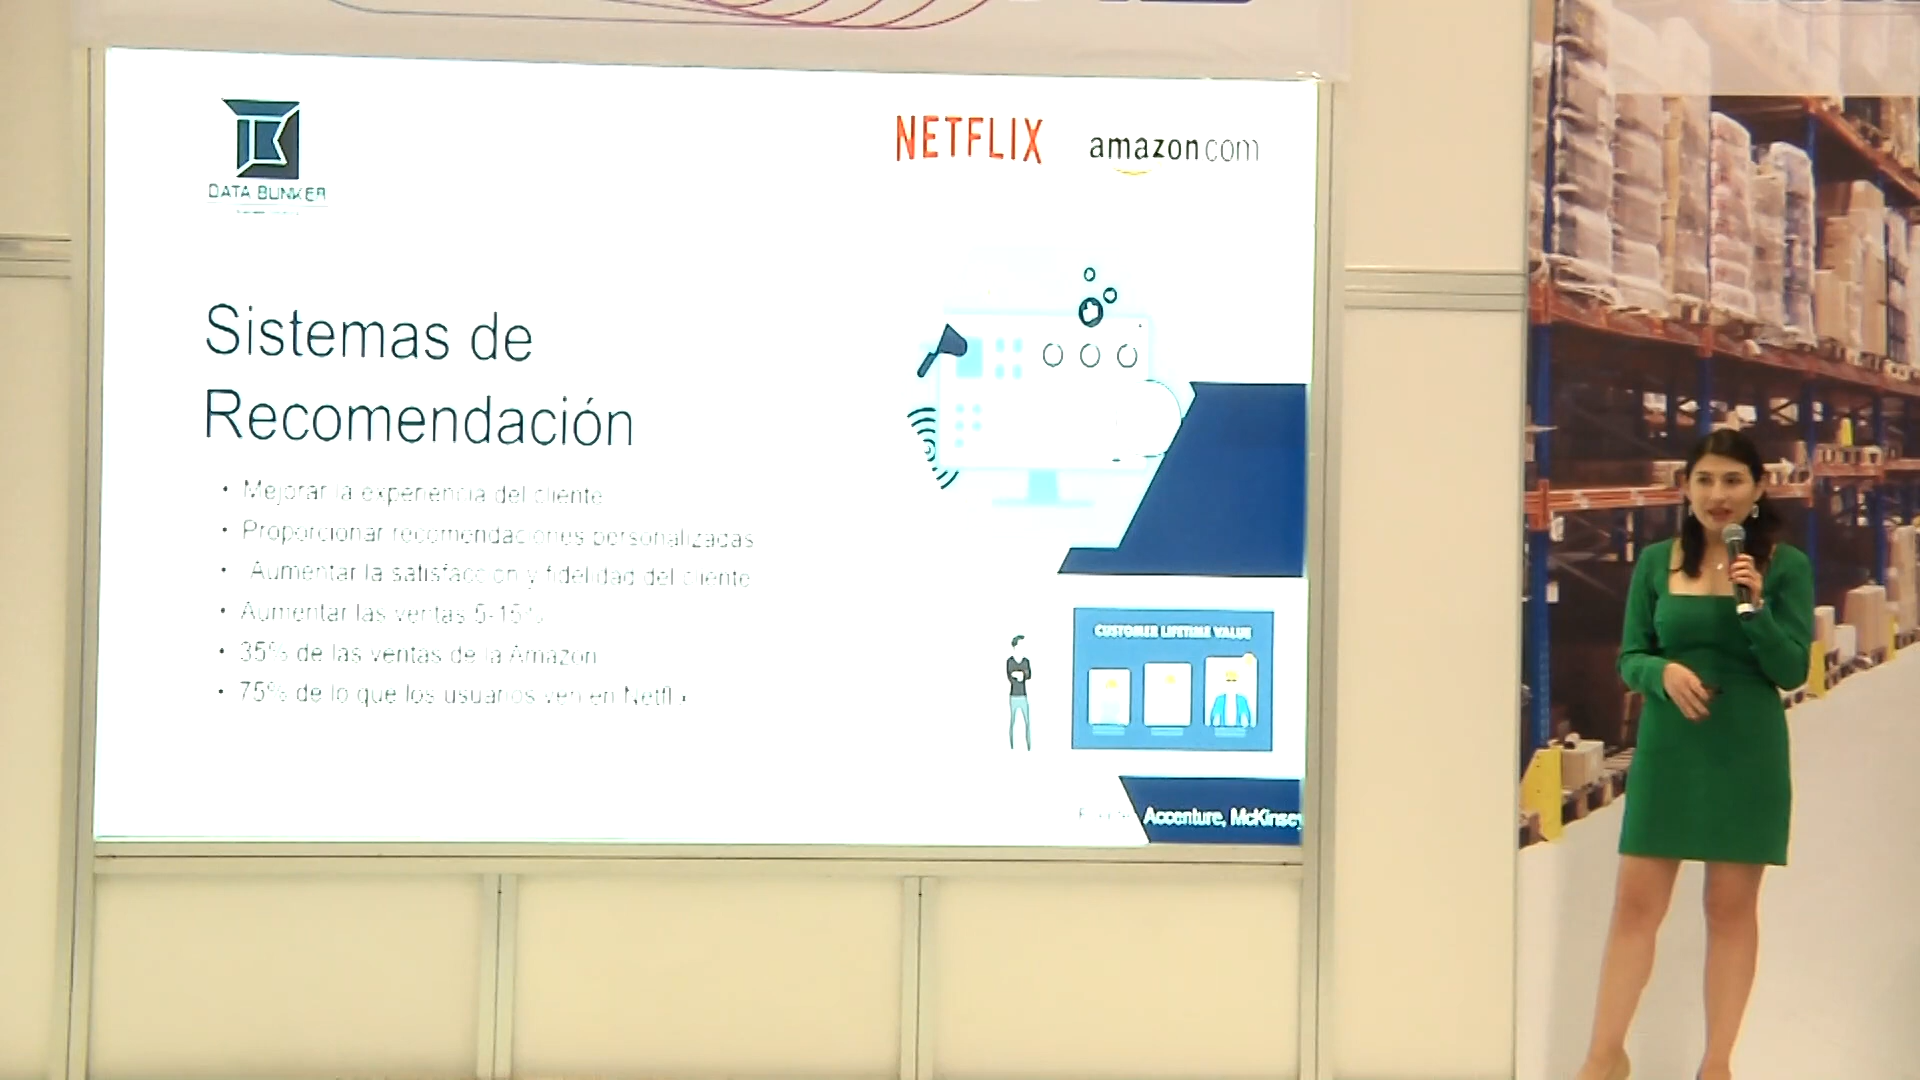 DATA BUNKER
NETFLIX
amazon.com
Sistemas de
Recomendación
• Mejorar la experiencia del cliente
• Proporcionar recomendaciones personalizadas
• Aumentar la satisfacción y fidelidad del cliente
• Aumentar las ventas 5-15%
• 35% de las ventas de la Amazon
• 75% de lo que los usuarios ven en Netflix
CUSTOMER LIFETIME VALUE
Accenture, McKinsey